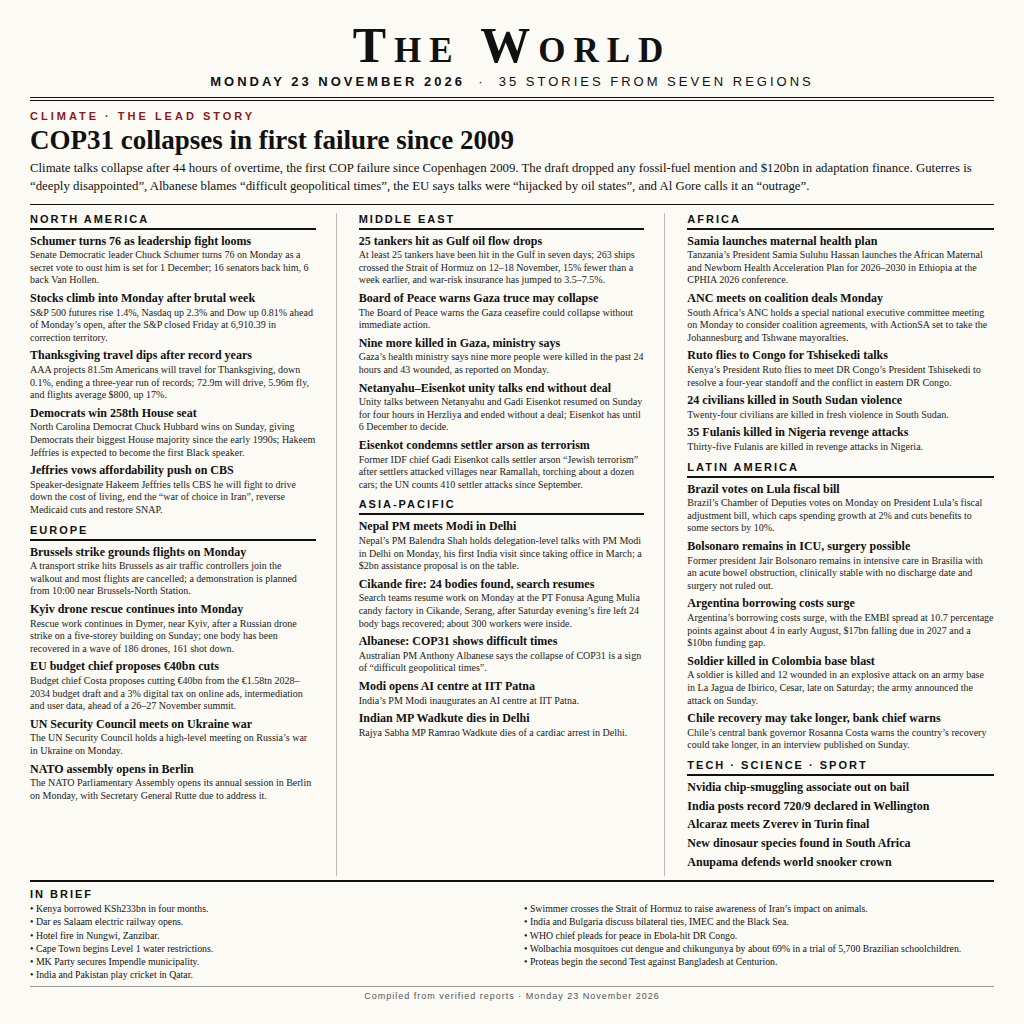 THE WORLD
MONDAY 23 NOVEMBER 2026 · 35 STORIES FROM SEVEN REGIONS
CLIMATE · THE LEAD STORY
COP31 collapses in first failure since 2009
Climate talks collapse after 44 hours of overtime, the first COP failure since Copenhagen 2009. The draft dropped any fossil-fuel mention and $120bn in adaptation finance. Guterres is
“deeply disappointed”, Albanese blames “difficult geopolitical times”, the EU says talks were “hijacked by oil states”, and Al Gore calls it an “outrage”.
NORTH AMERICA
Schumer turns 76 as leadership fight looms
Senate Democratic leader Chuck Schumer turns 76 on Monday as a
secret vote to oust him is set for 1 December; 16 senators back him, 6
back Van Hollen.
Stocks climb into Monday after brutal week
S&P 500 futures rise 1.4%, Nasdaq up 2.3% and Dow up 0.81% ahead
of Monday’s open, after the S&P closed Friday at 6,910.39 in
correction territory.
Thanksgiving travel dips after record years
AAA projects 81.5m Americans will travel for Thanksgiving, down
0.1%, ending a three-year run of records; 72.9m will drive, 5.96m fly,
and flights average $800, up 17%.
Democrats win 258th House seat
North Carolina Democrat Chuck Hubbard wins on Sunday, giving
Democrats their biggest House majority since the early 1990s; Hakeem
Jeffries is expected to become the first Black speaker.
Jeffries vows affordability push on CBS
Speaker-designate Hakeem Jeffries tells CBS he will fight to drive
down the cost of living, end the “war of choice in Iran”, reverse
Medicaid cuts and restore SNAP.
EUROPE
Brussels strike grounds flights on Monday
A transport strike hits Brussels as air traffic controllers join the
walkout and most flights are cancelled; a demonstration is planned
from 10:00 near Brussels-North Station.
Kyiv drone rescue continues into Monday
Rescue work continues in Dymer, near Kyiv, after a Russian drone
strike on a five-storey building on Sunday; one body has been
recovered in a wave of 186 drones, 161 shot down.
EU budget chief proposes €40bn cuts
Budget chief Costa proposes cutting €40bn from the €1.58tn 2028–
2034 budget draft and a 3% digital tax on online ads, intermediation
and user data, ahead of a 26–27 November summit.
UN Security Council meets on Ukraine war
The UN Security Council holds a high-level meeting on Russia’s war
in Ukraine on Monday.
NATO assembly opens in Berlin
The NATO Parliamentary Assembly opens its annual session in Berlin
on Monday, with Secretary General Rutte due to address it.
MIDDLE EAST
25 tankers hit as Gulf oil flow drops
At least 25 tankers have been hit in the Gulf in seven days; 263 ships
crossed the Strait of Hormuz on 12–18 November, 15% fewer than a
week earlier, and war-risk insurance has jumped to 3.5–7.5%.
Board of Peace warns Gaza truce may collapse
The Board of Peace warns the Gaza ceasefire could collapse without
immediate action.
Nine more killed in Gaza, ministry says
Gaza’s health ministry says nine more people were killed in the past 24
hours and 43 wounded, as reported on Monday.
Netanyahu–Eisenkot unity talks end without deal
Unity talks between Netanyahu and Gadi Eisenkot resumed on Sunday
for four hours in Herzliya and ended without a deal; Eisenkot has until
6 December to decide.
Eisenkot condemns settler arson as terrorism
Former IDF chief Gadi Eisenkot calls settler arson “Jewish terrorism”
after settlers attacked villages near Ramallah, torching about a dozen
cars; the UN counts 410 settler attacks since September.
ASIA-PACIFIC
Nepal PM meets Modi in Delhi
Nepal’s PM Balendra Shah holds delegation-level talks with PM Modi
in Delhi on Monday, his first India visit since taking office in March; a
$2bn assistance proposal is on the table.
Cikande fire: 24 bodies found, search resumes
Search teams resume work on Monday at the PT Fonusa Agung Mulia
candy factory in Cikande, Serang, after Saturday evening’s fire left 24
body bags recovered; about 300 workers were inside.
Albanese: COP31 shows difficult times
Australian PM Anthony Albanese says the collapse of COP31 is a sign
of “difficult geopolitical times”.
Modi opens AI centre at IIT Patna
India’s PM Modi inaugurates an AI centre at IIT Patna.
Indian MP Wadkute dies in Delhi
Rajya Sabha MP Ramrao Wadkute dies of a cardiac arrest in Delhi.
AFRICA
Samia launches maternal health plan
Tanzania’s President Samia Suluhu Hassan launches the African Maternal
and Newborn Health Acceleration Plan for 2026–2030 in Ethiopia at the
CPHIA 2026 conference.
ANC meets on coalition deals Monday
South Africa’s ANC holds a special national executive committee meeting
on Monday to consider coalition agreements, with ActionSA set to take the
Johannesburg and Tshwane mayoralties.
Ruto flies to Congo for Tshisekedi talks
Kenya’s President Ruto flies to meet DR Congo’s President Tshisekedi to
resolve a four-year standoff and the conflict in eastern DR Congo.
24 civilians killed in South Sudan violence
Twenty-four civilians are killed in fresh violence in South Sudan.
35 Fulanis killed in Nigeria revenge attacks
Thirty-five Fulanis are killed in revenge attacks in Nigeria.
LATIN AMERICA
Brazil votes on Lula fiscal bill
Brazil’s Chamber of Deputies votes on Monday on President Lula’s fiscal
adjustment bill, which caps spending growth at 2% and cuts benefits to
some sectors by 10%.
Bolsonaro remains in ICU, surgery possible
Former president Jair Bolsonaro remains in intensive care in Brasilia with
an acute bowel obstruction, clinically stable with no discharge date and
surgery not ruled out.
Argentina borrowing costs surge
Argentina’s borrowing costs surge, with the EMBI spread at 10.7 percentage
points against about 4 in early August, $17bn falling due in 2027 and a
$10bn funding gap.
Soldier killed in Colombia base blast
A soldier is killed and 12 wounded in an explosive attack on an army base
in La Jagua de Ibirico, Cesar, late on Saturday; the army announced the
attack on Sunday.
Chile recovery may take longer, bank chief warns
Chile’s central bank governor Rosanna Costa warns the country’s recovery
could take longer, in an interview published on Sunday.
TECH · SCIENCE · SPORT
Nvidia chip-smuggling associate out on bail
India posts record 720/9 declared in Wellington
Alcaraz meets Zverev in Turin final
New dinosaur species found in South Africa
Anupama defends world snooker crown
IN BRIEF
• Kenya borrowed KSh233bn in four months.
• Dar es Salaam electric railway opens.
• Hotel fire in Nungwi, Zanzibar.
• Cape Town begins Level 1 water restrictions.
• MK Party secures Impendle municipality.
• India and Pakistan play cricket in Qatar.
• Swimmer crosses the Strait of Hormuz to raise awareness of Iran’s impact on animals.
• India and Bulgaria discuss bilateral ties, IMEC and the Black Sea.
• WHO chief pleads for peace in Ebola-hit DR Congo.
• Wolbachia mosquitoes cut dengue and chikungunya by about 69% in a trial of 5,700 Brazilian schoolchildren.
• Proteas begin the second Test against Bangladesh at Centurion.
Compiled from verified reports · Monday 23 November 2026